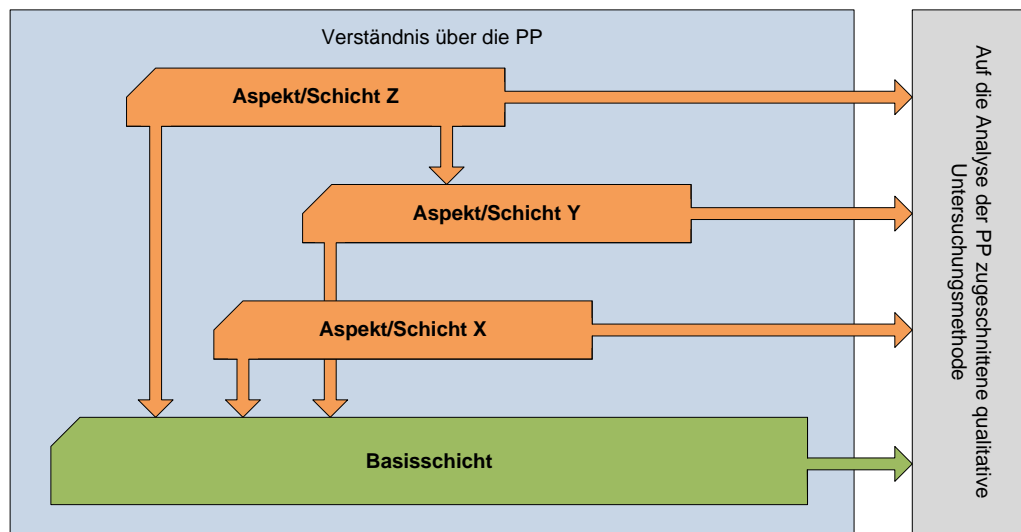 Verständnis über die PP
Aspekt/Schicht Z
Aspekt/Schicht Y
Aspekt/Schicht X
Basisschicht
Auf die Analyse der PP zugeschnittene qualitative
Untersuchungsmethode